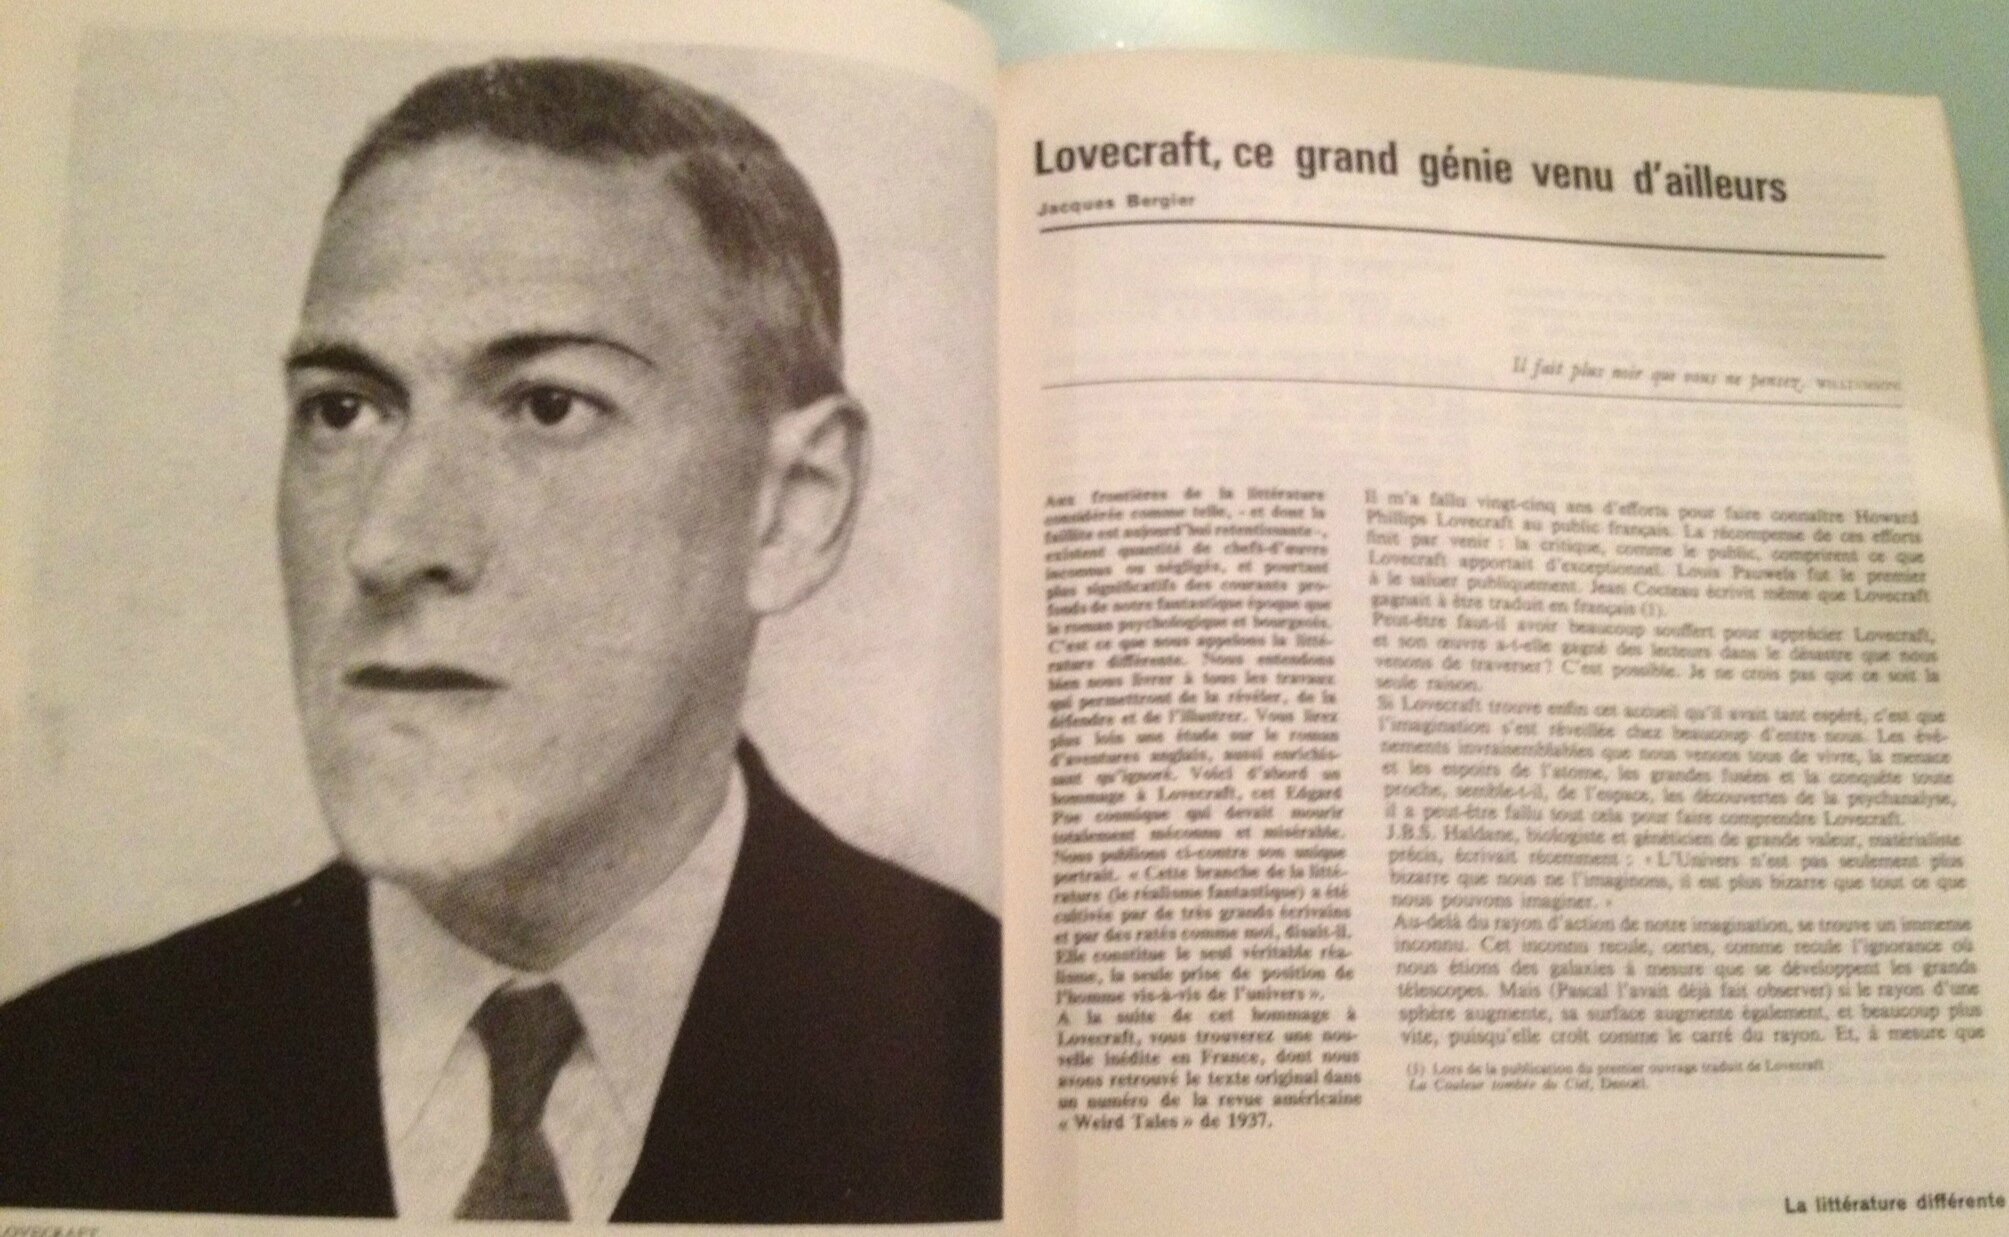 Lovecraft, ce grand génie venu d'ailleurs
Jacques Bergier
Il fait plus noir que vous ne pensez. WILLIAMSON
Aux frontières de la littérature
considérée comme telle, - et dont la
faillite est aujourd'hui retentissante -,
existent quantité de chefs-d'œuvre
inconnus ou négligés, et pourtant
plus significatifs des courants pro-
fonds de notre fantastique époque que
le roman psychologique et bourgeois.
C'est ce que nous appelons la litté-
rature différente. Nous entendons
bien nous livrer à tous les travaux
qui permettront de la révéler, de la
défendre et de l'illustrer. Vous lirez
plus loin une étude sur le roman
d'aventures anglais, aussi enrichis-
sant qu'ignoré. Voici d'abord un
hommage à Lovecraft, cet Edgard
Poe cosmique qui devait mourir
totalement méconnu et misérable.
Nous publions ci-contre son unique
portrait. « Cette branche de la litté-
rature (le réalisme fantastique) a été
cultivée par de très grands écrivains
et par des ratés comme moi, disait-il.
Elle constitue le seul véritable réa-
lisme, la seule prise de position de
l'homme vis-à-vis de l'univers ».
A la suite de cet hommage à
Lovecraft, vous trouverez une nou-
velle inédite en France, dont nous
avons retrouvé le texte original dans
un numéro de la revue américaine
« Weird Tales » de 1937.
Il m'a fallu vingt-cinq ans d'efforts pour faire connaître Howard
Phillips Lovecraft au public français. La récompense de ces efforts
finit par venir : la critique, comme le public, comprirent ce que
Lovecraft apportait d'exceptionnel. Louis Pauwels fut le premier
à le saluer publiquement. Jean Cocteau écrivit même que Lovecraft
gagnait à être traduit en français (1).
Peut-être faut-il avoir beaucoup souffert pour apprécier Lovecraft,
et son œuvre a-t-elle gagné des lecteurs dans le désastre que nous
venons de traverser? C'est possible. Je ne crois pas que ce soit la
seule raison.
Si Lovecraft trouve enfin cet accueil qu'il avait tant espéré, c'est que
l'imagination s'est réveillée chez beaucoup d'entre nous. Les évé-
nements invraisemblables que nous venons tous de vivre, la menace
et les espoirs de l'atome, les grandes fusées et la conquête toute
proche, semble-t-il, de l'espace, les découvertes de la psychanalyse,
il a peut-être fallu tout cela pour faire comprendre Lovecraft.
J.B.S. Haldane, biologiste et généticien de grande valeur, matérialiste
précis, écrivait récemment : « L'Univers n'est pas seulement plus
bizarre que nous ne l'imaginons, il est plus bizarre que tout ce que
nous pouvons imaginer. »
Au-delà du rayon d'action de notre imagination, se trouve un immense
inconnu. Cet inconnu recule, certes, comme recule l'ignorance où
nous étions des galaxies à mesure que se développent les grands
télescopes. Mais (Pascal l'avait déjà fait observer) si le rayon d'une
sphère augmente, sa surface augmente également, et beaucoup plus
vite, puisqu'elle croît comme le carré du rayon. Et, à mesure que
(1) Lors de la publication du premier ouvrage traduit de Lovecraft
La Couleur tombée du Ciel, Denoël.
La littérature différente
LOVECRAFT